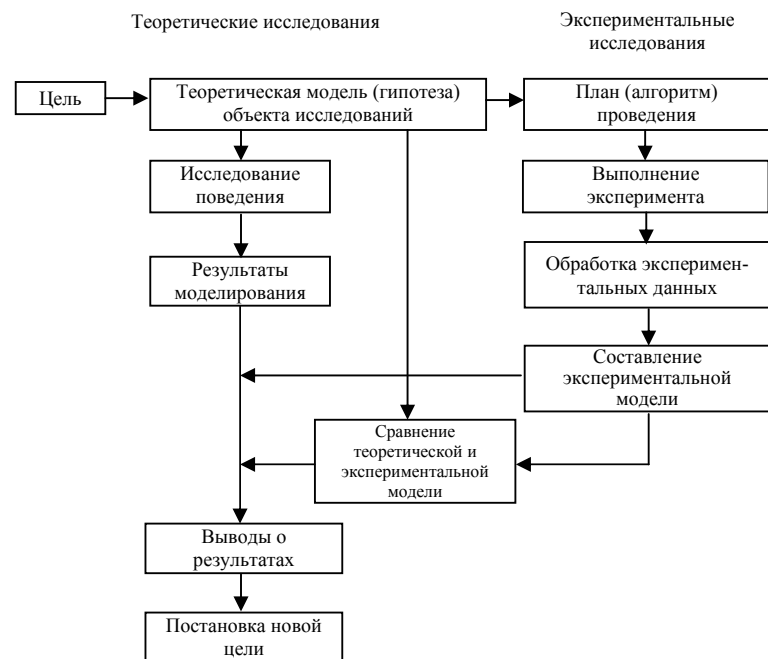 Теоретические исследования
Экспериментальные
исследования
Цель
Теоретическая модель (гипотеза)
объекта исследований
План (алгоритм)
проведения
Исследование
поведения
Выполнение
эксперимента
Результаты
моделирования
Обработка эксперимен-
тальных данных
Составление
экспериментальной
модели
Сравнение
теоретической и
экспериментальной
модели
Выводы о
результатах
Постановка новой
цели